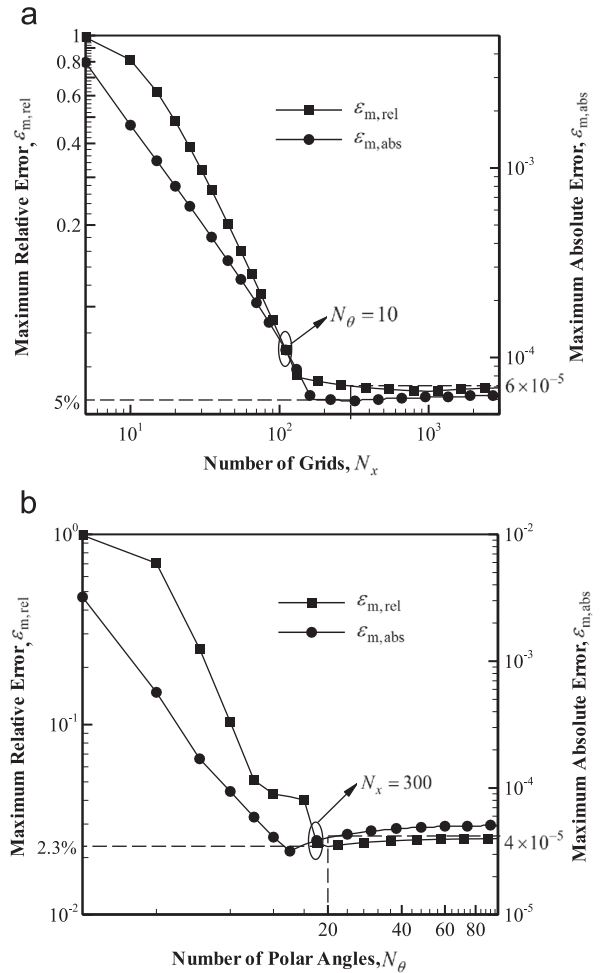 a
1
0.8
0.6
0.4
0.2
5%
Maximum Relative Error, εm,rel
εm,rel
εm,abs
Nθ = 10
10⁻³
10⁻⁴
6×10⁻⁵
Maximum Absolute Error, εm,abs
10¹
10²
10³
Number of Grids, Nx
b
10⁰
10⁻¹
2.3%
10⁻²
Maximum Relative Error, εm,rel
εm,rel
εm,abs
Nx = 300
10⁻²
10⁻³
10⁻⁴
4×10⁻⁵
10⁻⁵
Maximum Absolute Error, εm,abs
20
40
60
80
Number of Polar Angles, Nθ